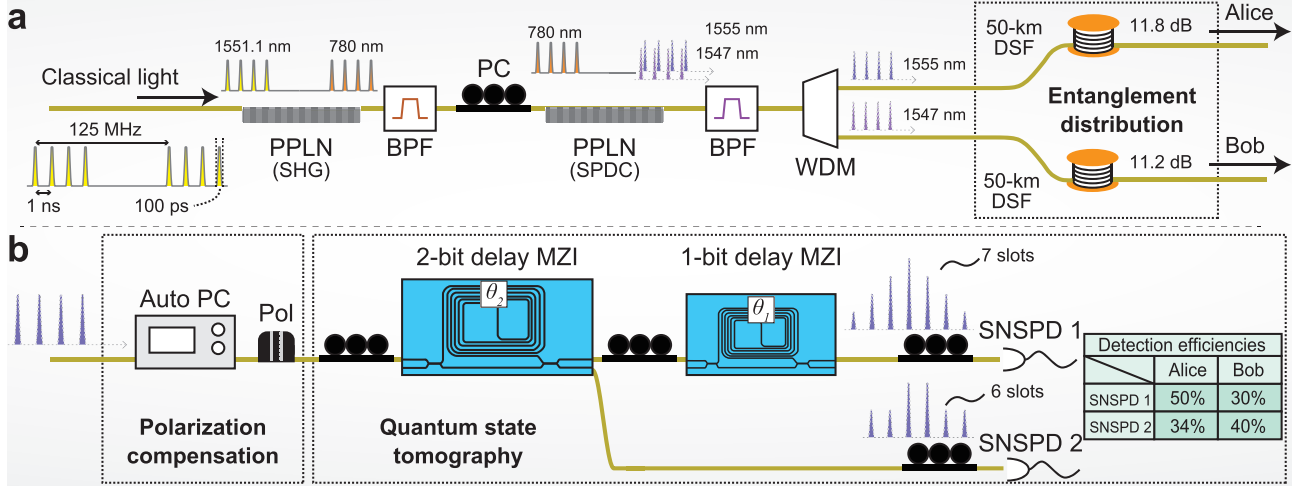 a
1551.1 nm
780 nm
Classical light
125 MHz
1 ns
100 ps
PPLN
(SHG)
BPF
PC
780 nm
1555 nm
1547 nm
PPLN
(SPDC)
BPF
WDM
1555 nm
1547 nm
50-km
DSF
11.8 dB
Alice
Entanglement
distribution
50-km
DSF
11.2 dB
Bob
b
Auto PC
Pol
Polarization
compensation
2-bit delay MZI
θ2
1-bit delay MZI
θ1
Quantum state
tomography
7 slots
SNSPD 1
6 slots
SNSPD 2
Detection efficiencies
Alice Bob
SNSPD 1 50% 30%
SNSPD 2 34% 40%